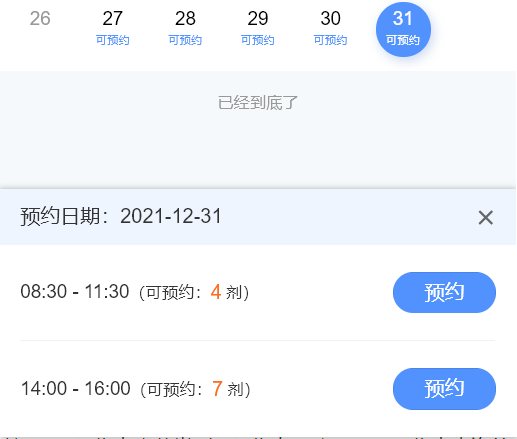 26 27 28 29 30 31
可预约 可预约 可预约 可预约 可预约
已经到底了
预约日期：2021-12-31 ×
08:30 - 11:30（可预约：4 剂） 预约
14:00 - 16:00（可预约：7 剂） 预约